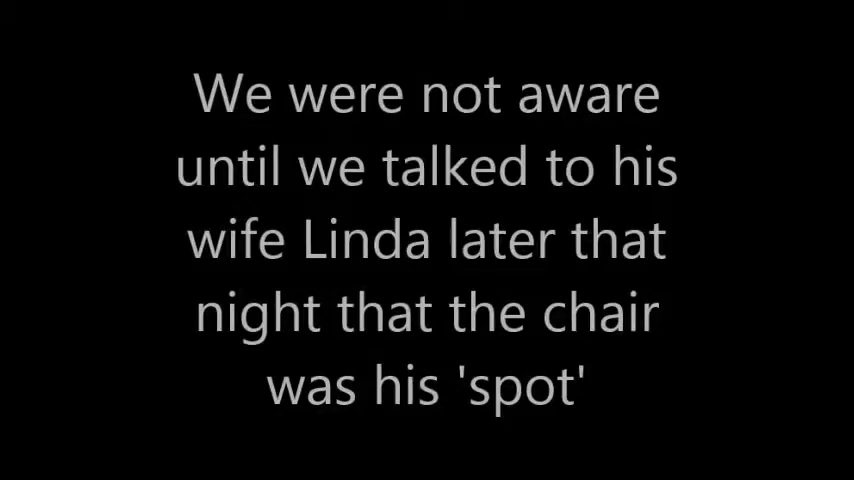 We were not aware
until we talked to his
wife Linda later that
night that the chair
was his 'spot'